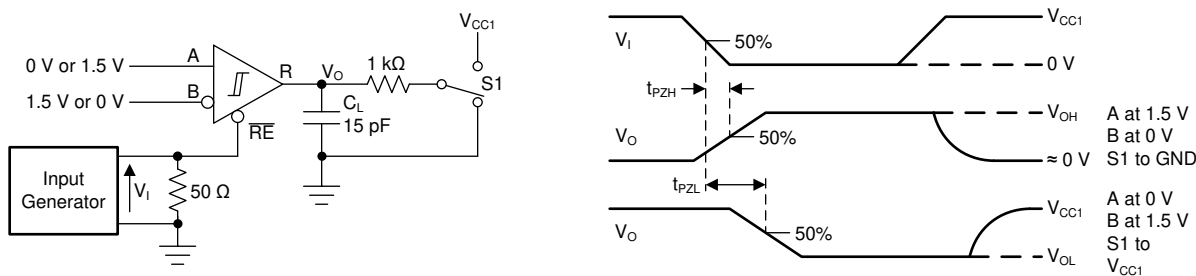 V_CC1
0 V or 1.5 V
A
R
V_O
1 kΩ
S1
1.5 V or 0 V
B
C_L
15 pF
RE
Input
Generator
V_I
50 Ω
V_I
50%
V_CC1
0 V
t_PZH
V_O
50%
V_OH
≈ 0 V
A at 1.5 V
B at 0 V
S1 to GND
t_PZL
V_O
50%
V_CC1
V_OL
A at 0 V
B at 1.5 V
S1 to
V_CC1